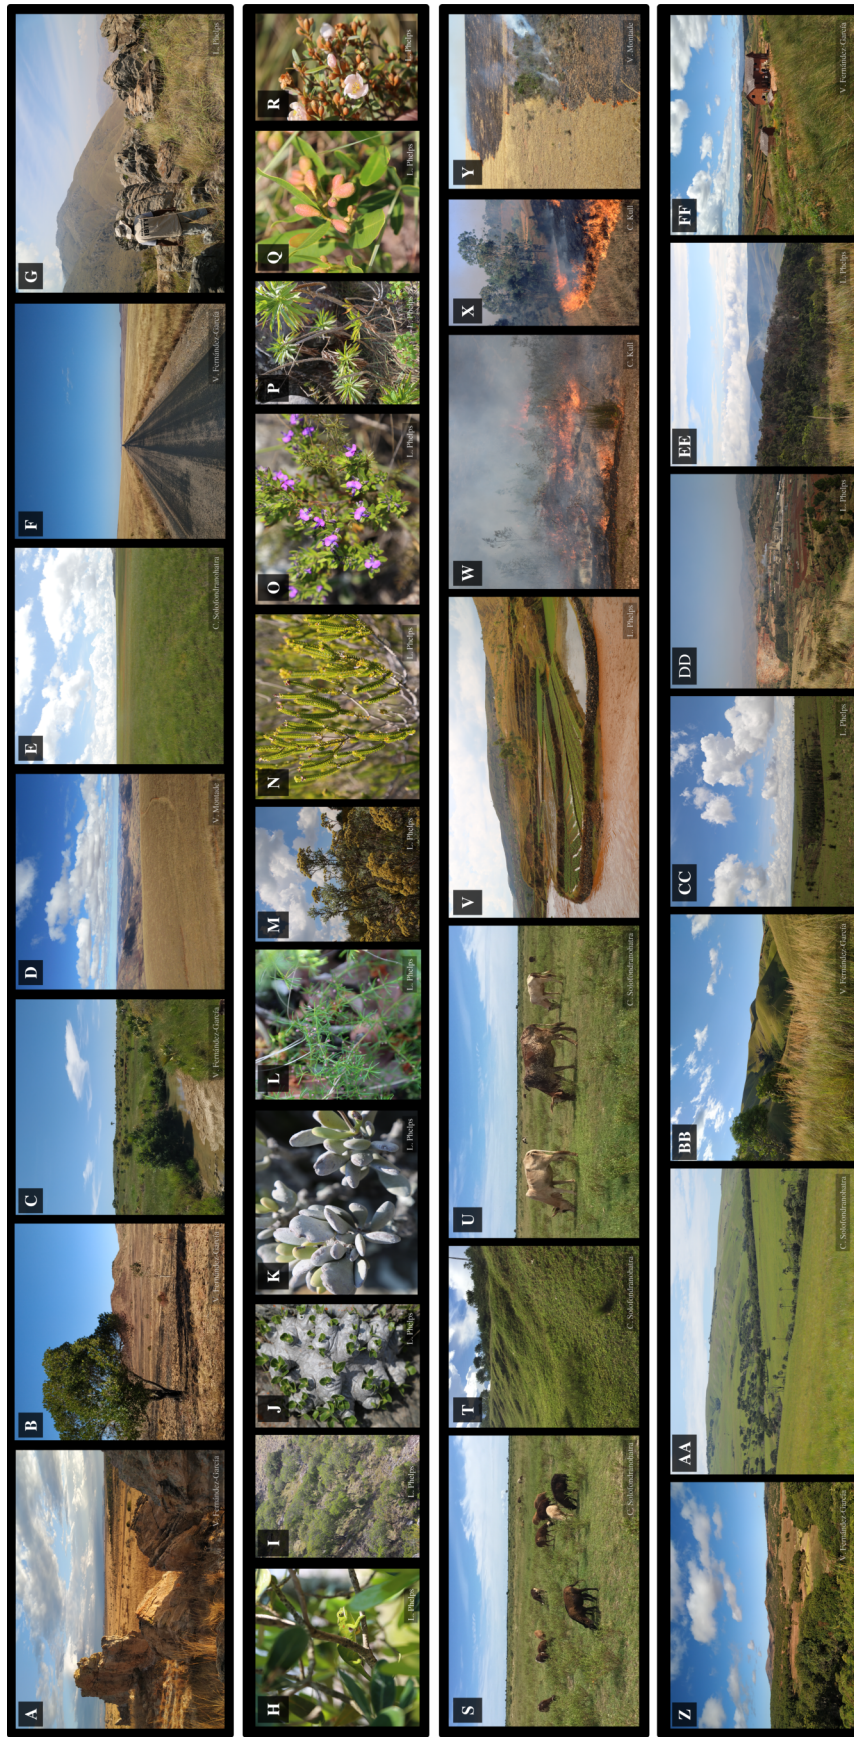 A
V. Fernández-García
B
V. Fernández-García
C
V. Fernández-García
D
V. Montade
E
C. Solofondranohatra
F
V. Fernández-García
G
L. Phelps
H
L. Phelps
I
L. Phelps
J
L. Phelps
K
L. Phelps
L
L. Phelps
M
L. Phelps
N
L. Phelps
O
L. Phelps
P
L. Phelps
Q
L. Phelps
R
L. Phelps
S
C. Solofondranohatra
T
C. Solofondranohatra
U
C. Solofondranohatra
V
L. Phelps
W
C. Kull
X
C. Kull
Y
V. Montade
Z
V. Fernández-García
AA
C. Solofondranohatra
BB
V. Fernández-García
CC
L. Phelps
DD
L. Phelps
EE
L. Phelps
FF
V. Fernández-García